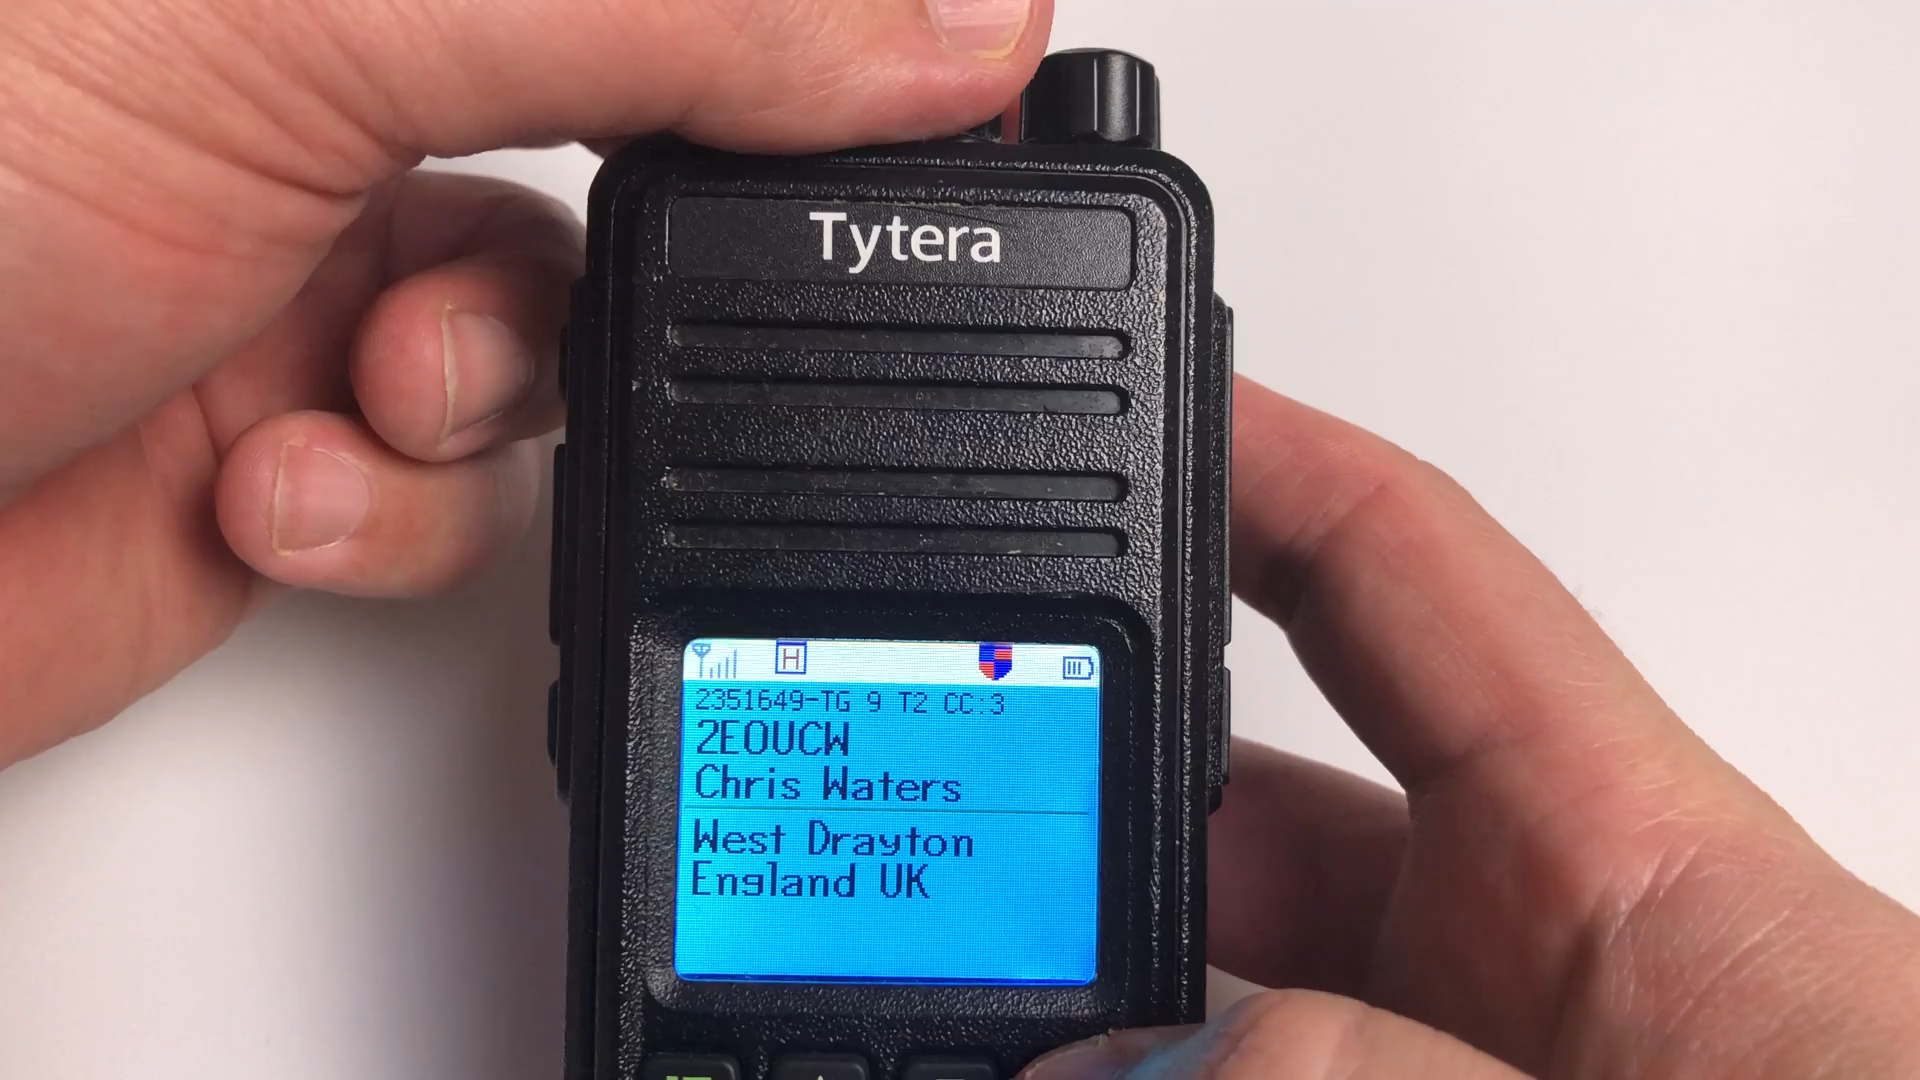 Tytera
H
2351649-TG 9 T2 CC:3
2E0UCW
Chris Waters
West Drayton
England UK